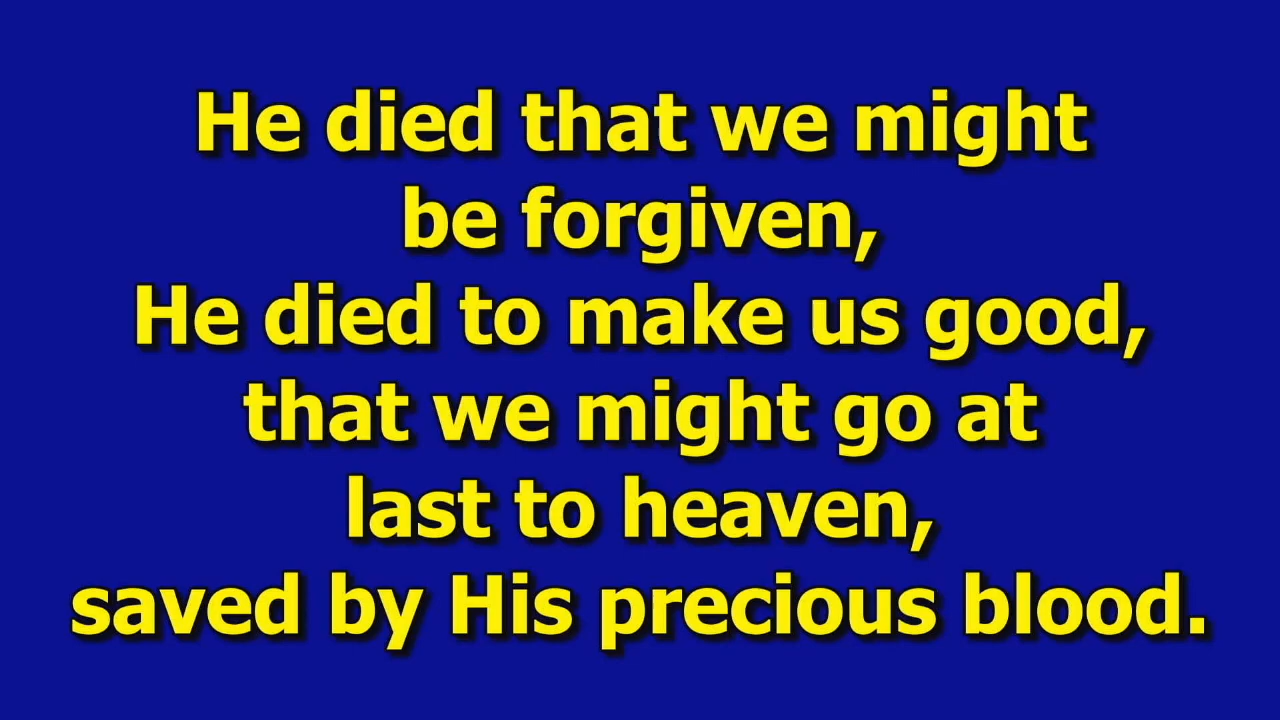 He died that we might
be forgiven,
He died to make us good,
that we might go at
last to heaven,
saved by His precious blood.